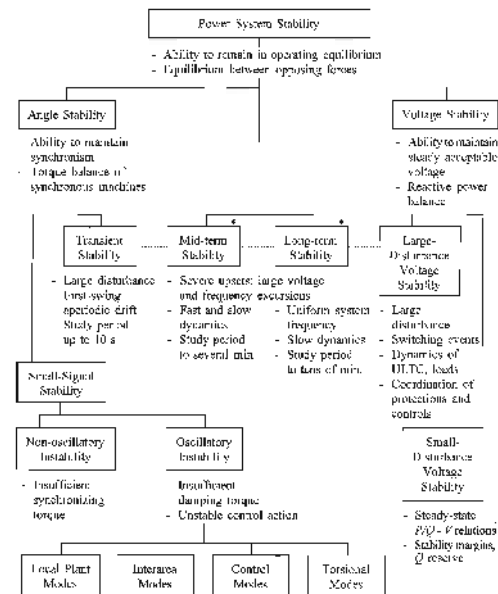 Power System Stability
- Ability to remain in operating equilibrium
- Equilibrium between opposing forces
Angle Stability
- Ability to maintain
synchronism
- Torque balance of
synchronous machines
Voltage Stability
- Ability to maintain
steady acceptable
voltage
- Reactive power
balance
Transient
Stability
- Large disturbance
- First-swing
aperiodic drift
- Study period
up to 10 s
*
Mid-term
Stability
- Severe upsets; large voltage
and frequency excursions
- Fast and slow
dynamics
- Study period
to several min
*
Long-term
Stability
- Uniform system
frequency
- Slow dynamics
- Study period
to tens of min.
Large-
Disturbance
Voltage
Stability
- Large
disturbance
- Switching events
- Dynamics of
ULTC, loads
- Coordination of
protections and
controls
Small-Signal
Stability
Non-oscillatory
Instability
- Insufficient
synchronizing
torque
Oscillatory
Instability
- Insufficient
damping torque
- Unstable control action
Small-
Disturbance
Voltage
Stability
- Steady-state
P/Q - V relations
- Stability margins,
Q reserve
Local Plant
Modes
Interarea
Modes
Control
Modes
Torsional
Modes